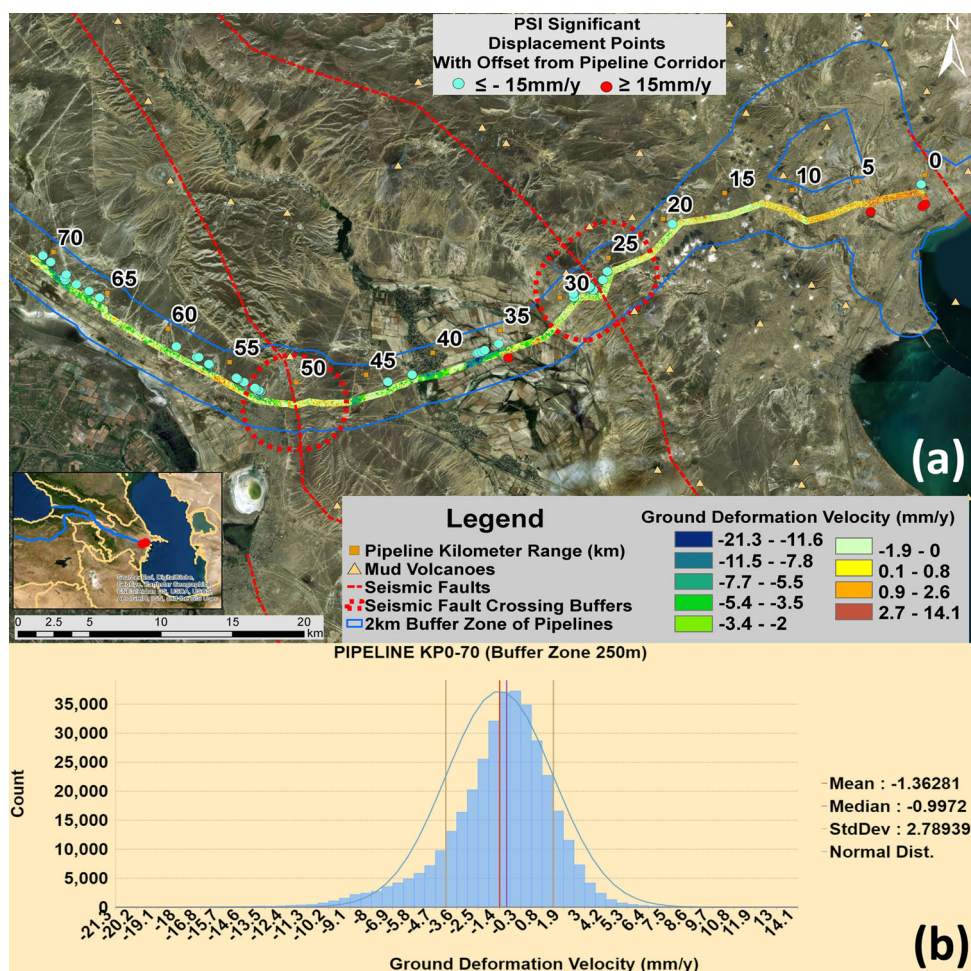 PSI Significant
Displacement Points
With Offset from Pipeline Corridor
≤ - 15mm/y ≥ 15mm/y
N
0
5
10
15
20
25
30
35
40
45
50
55
60
65
70
(a)
Legend
Pipeline Kilometer Range (km)
Mud Volcanoes
Seismic Faults
Seismic Fault Crossing Buffers
2km Buffer Zone of Pipelines
Ground Deformation Velocity (mm/y)
-21.3 - -11.6
-11.5 - -7.8
-7.7 - -5.5
-5.4 - -3.5
-3.4 - -2
-1.9 - 0
0.1 - 0.8
0.9 - 2.6
2.7 - 14.1
0 2.5 5 10 15 20
km
PIPELINE KP0-70 (Buffer Zone 250m)
Count
35,000
30,000
25,000
20,000
15,000
10,000
5,000
0
-21.3 -20.2 -19.1 -18 -16.8 -15.7 -14.6 -13.5 -12.4 -11.3 -10.2 -9.1 -8 -6.9 -5.8 -4.7 -3.6 -2.5 -1.4 -0.3 0.8 1.9 3 4.1 5.2 6.4 7.5 8.6 9.7 10,8 11.9 13 14.1
Ground Deformation Velocity (mm/y)
Mean : -1.36281
Median : -0.9972
StdDev : 2.78939
Normal Dist.
(b)